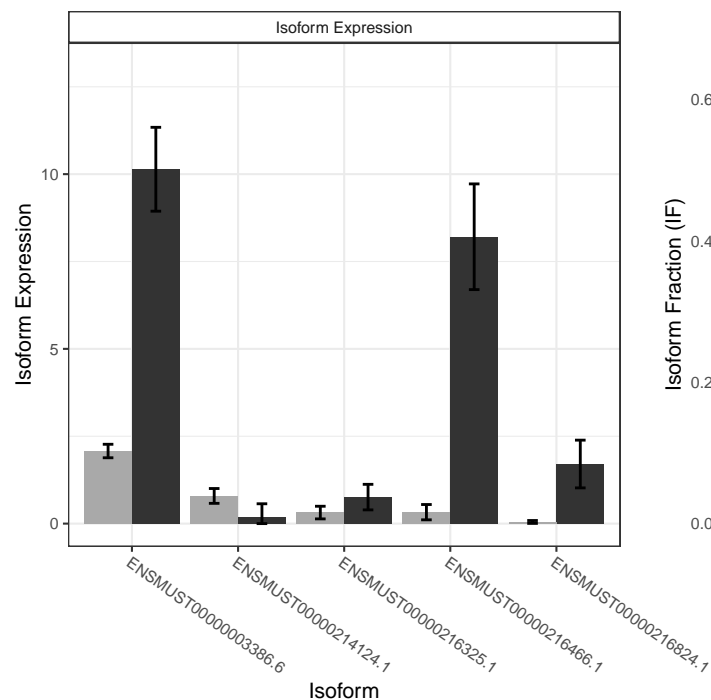 Isoform Expression
Isoform Expression
10
5
0
ENSMUST00000003386.6
ENSMUST00000214124.1
ENSMUST00000216325.1
ENSMUST00000216466.1
ENSMUST00000216824.1
Isoform
Isoform Fraction (IF)
0.6
0.4
0.2
0.0